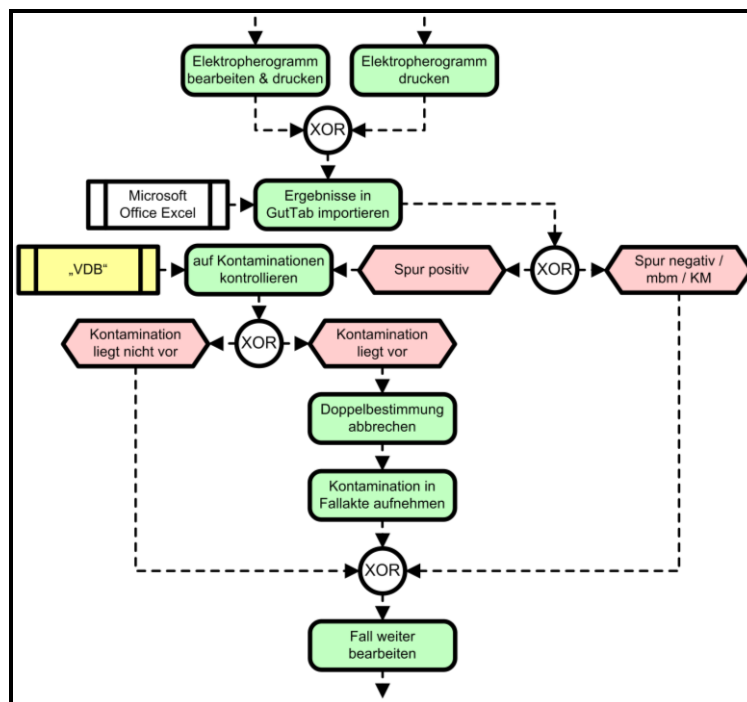 Elektropherogramm
bearbeiten & drucken
Elektropherogramm
drucken
XOR
Microsoft
Office Excel
Ergebnisse in
GutTab importieren
„VDB“
auf Kontaminationen
kontrollieren
Spur positiv
XOR
Spur negativ /
mbm / KM
Kontamination
liegt nicht vor
XOR
Kontamination
liegt vor
Doppelbestimmung
abbrechen
Kontamination in
Fallakte aufnehmen
XOR
Fall weiter
bearbeiten